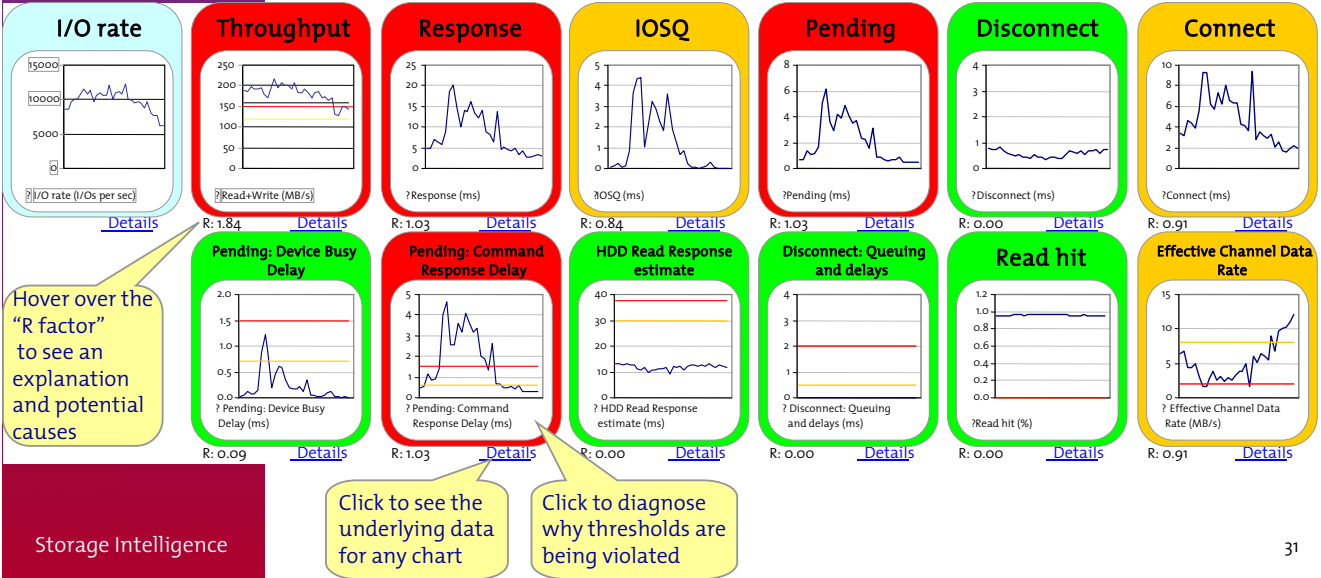 I/O rate
15000
10000
5000
0
? I/O rate (I/Os per sec)
Details
Throughput
250
200
150
100
50
0
?Read+Write (MB/s)
R: 1.84 Details
Response
25
20
15
10
5
0
?Response (ms)
R: 1.03 Details
IOSQ
5
4
3
2
1
0
?IOSQ (ms)
R: 0.84 Details
Pending
8
6
4
2
0
?Pending (ms)
R: 1.03 Details
Disconnect
4
3
2
1
0
?Disconnect (ms)
R: 0.00 Details
Connect
10
8
6
4
2
0
?Connect (ms)
R: 0.91 Details
Hover over the
“R factor”
to see an
explanation
and potential
causes
Pending: Device Busy
Delay
2.0
1.5
1.0
0.5
0.0
? Pending: Device Busy
Delay (ms)
R: 0.09 Details
Pending: Command
Response Delay
5
4
3
2
1
0
? Pending: Command
Response Delay (ms)
R: 1.03 Details
HDD Read Response
estimate
40
30
20
10
0
? HDD Read Response
estimate (ms)
R: 0.00 Details
Disconnect: Queuing
and delays
4
3
2
1
0
? Disconnect: Queuing
and delays (ms)
R: 0.00 Details
Read hit
1.2
1.0
0.8
0.6
0.4
0.2
0.0
?Read hit (%)
R: 0.00 Details
Effective Channel Data
Rate
15
10
5
0
? Effective Channel Data
Rate (MB/s)
R: 0.91 Details
Click to see the
underlying data
for any chart
Click to diagnose
why thresholds are
being violated
Storage Intelligence
31